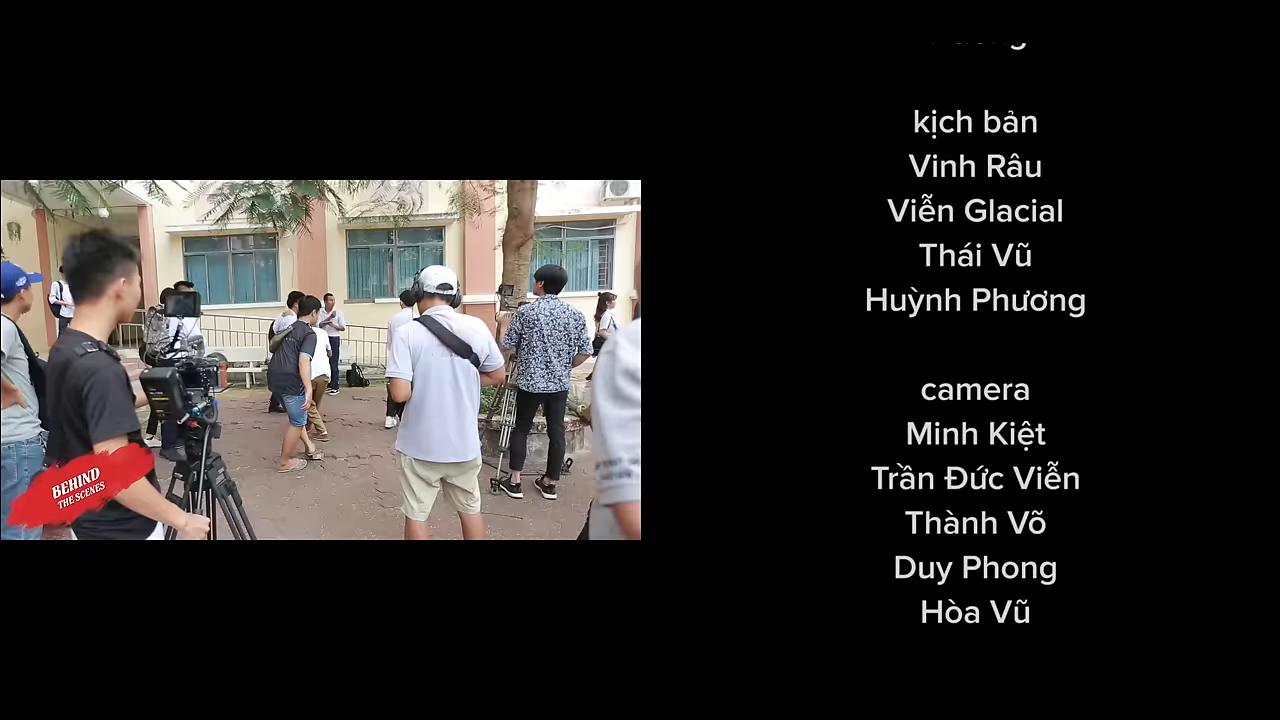 BEHIND
THE SCENES
kịch bản
Vinh Râu
Viễn Glacial
Thái Vũ
Huỳnh Phương
camera
Minh Kiệt
Trần Đức Viễn
Thành Võ
Duy Phong
Hòa Vũ